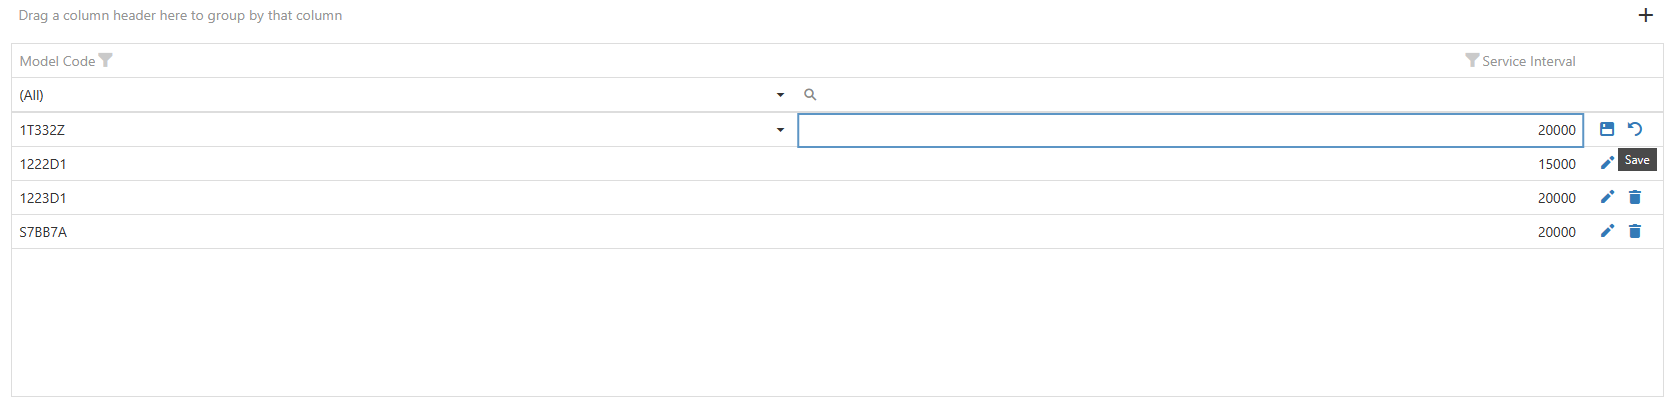 Drag a column header here to group by that column
Model Code Service Interval
(All)
1T332Z 20000
1222D1 15000
Save
1223D1 20000
S7BB7A 20000